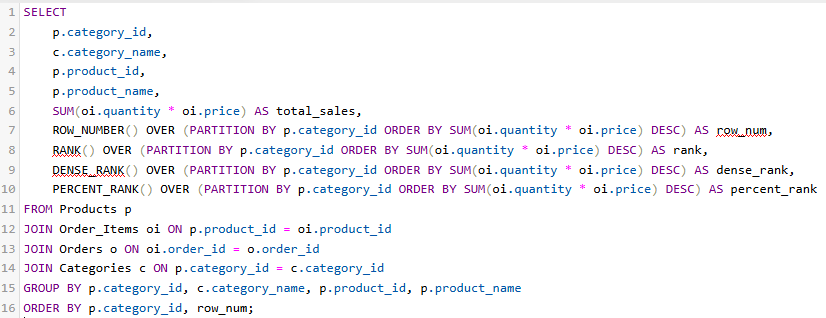 1 SELECT
2 p.category_id,
3 c.category_name,
4 p.product_id,
5 p.product_name,
6 SUM(oi.quantity * oi.price) AS total_sales,
7 ROW_NUMBER() OVER (PARTITION BY p.category_id ORDER BY SUM(oi.quantity * oi.price) DESC) AS row_num,
8 RANK() OVER (PARTITION BY p.category_id ORDER BY SUM(oi.quantity * oi.price) DESC) AS rank,
9 DENSE_RANK() OVER (PARTITION BY p.category_id ORDER BY SUM(oi.quantity * oi.price) DESC) AS dense_rank,
10 PERCENT_RANK() OVER (PARTITION BY p.category_id ORDER BY SUM(oi.quantity * oi.price) DESC) AS percent_rank
11 FROM Products p
12 JOIN Order_Items oi ON p.product_id = oi.product_id
13 JOIN Orders o ON oi.order_id = o.order_id
14 JOIN Categories c ON p.category_id = c.category_id
15 GROUP BY p.category_id, c.category_name, p.product_id, p.product_name
16 ORDER BY p.category_id, row_num;